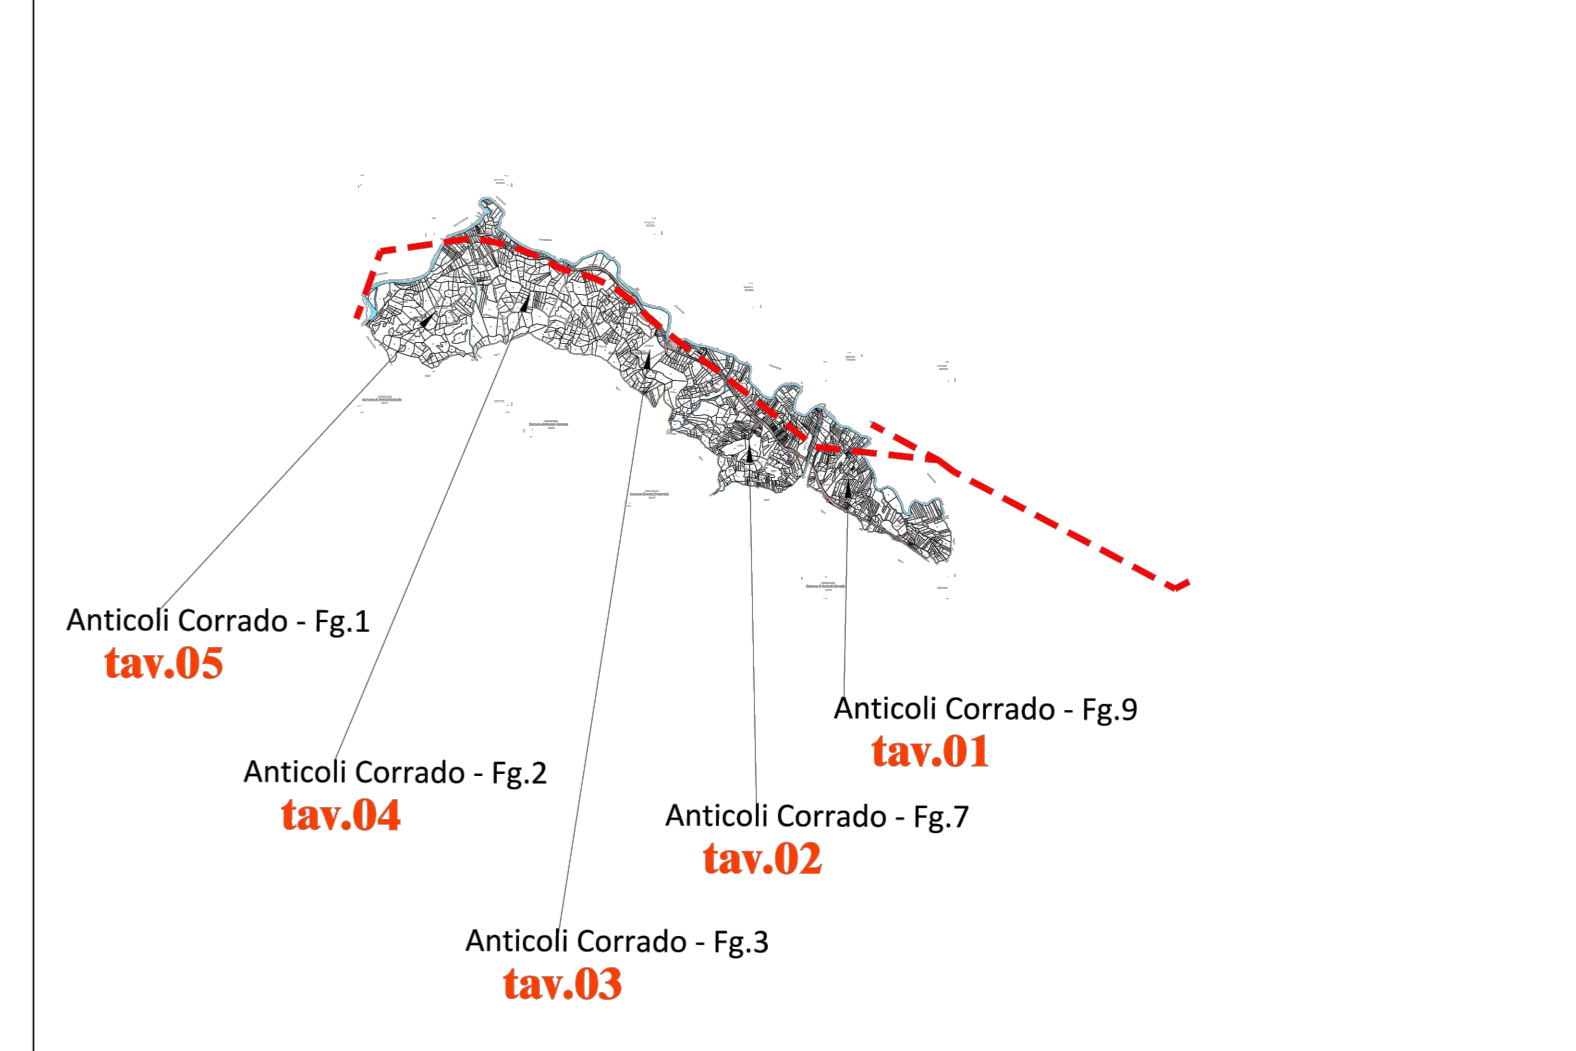 Anticoli Corrado - Fg.1
tav.05
Anticoli Corrado - Fg.9
tav.01
Anticoli Corrado - Fg.2
tav.04
Anticoli Corrado - Fg.7
tav.02
Anticoli Corrado - Fg.3
tav.03